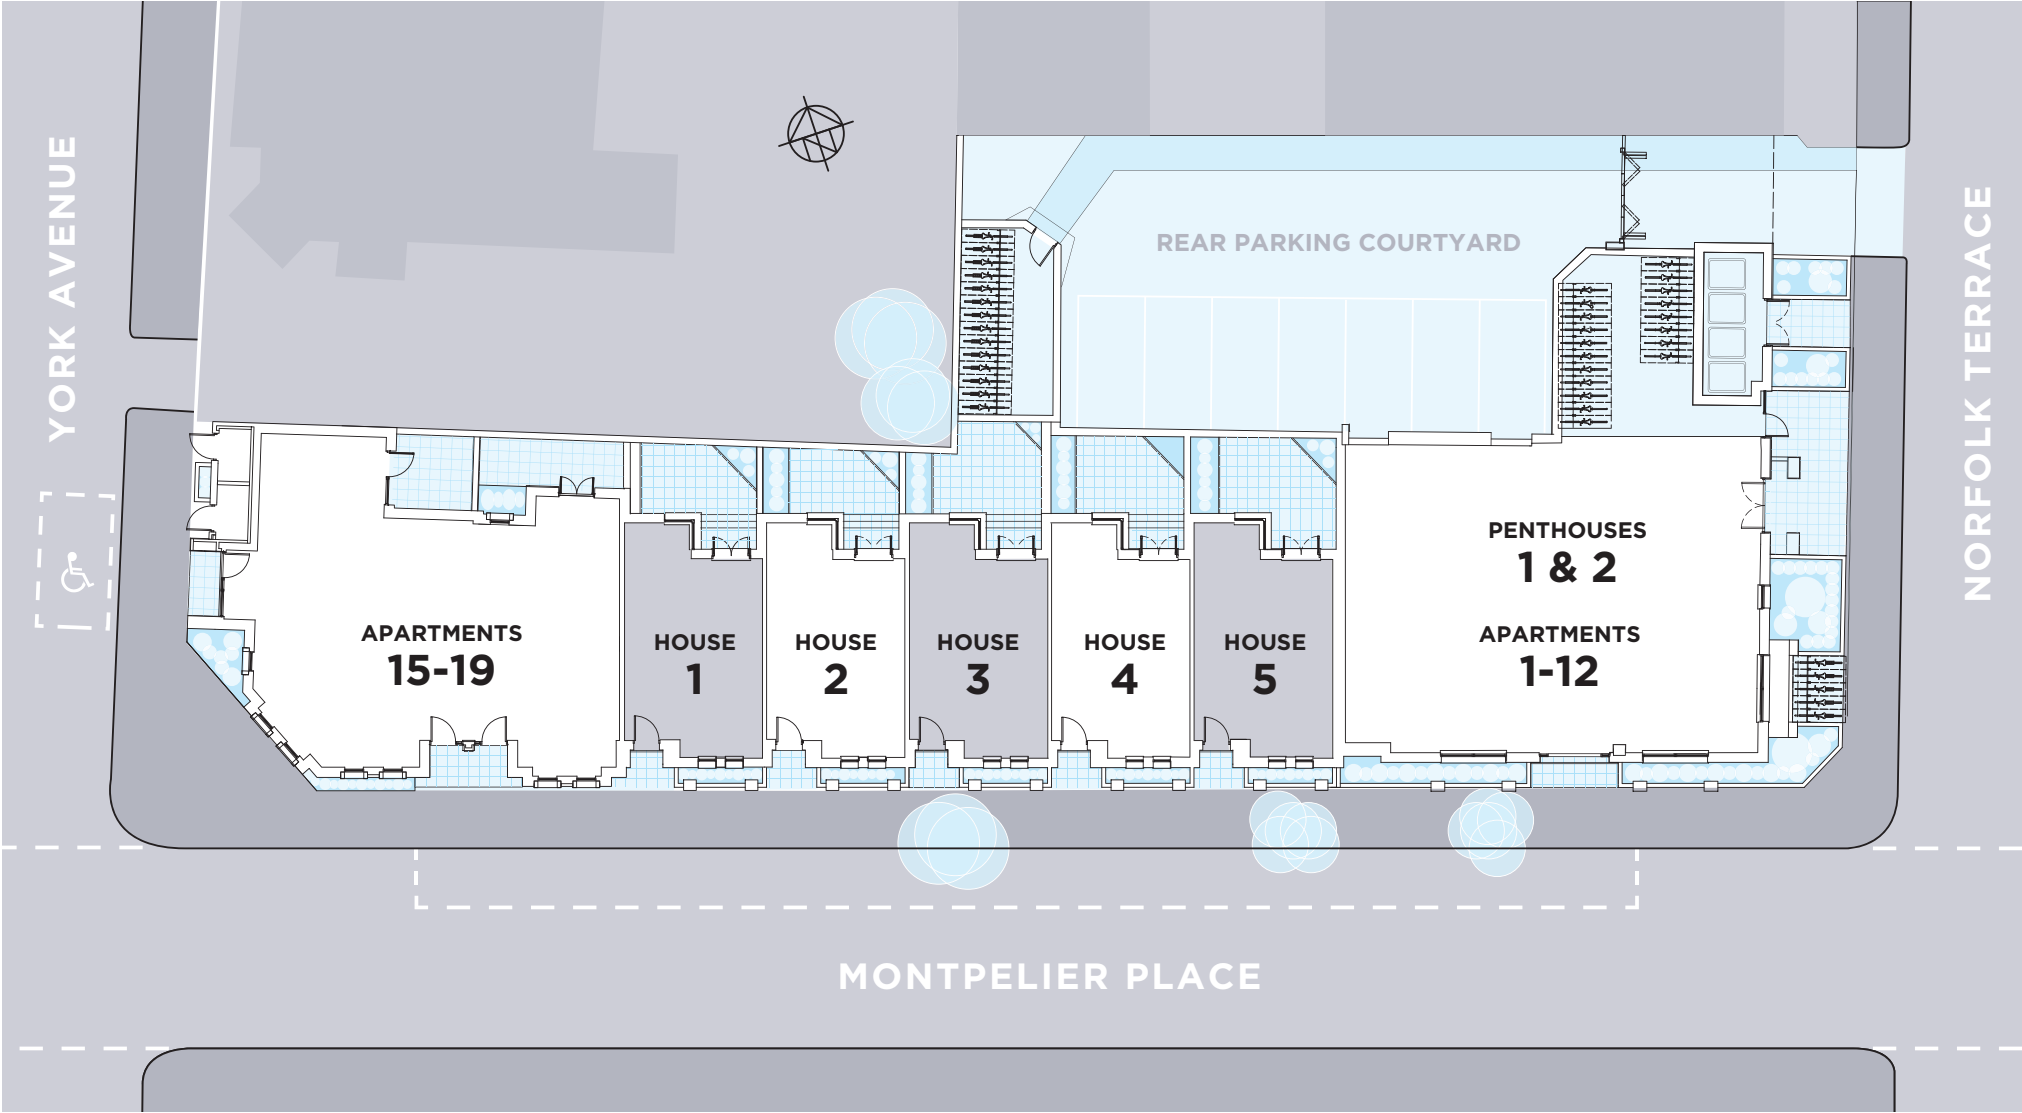 YORK AVENUE
REAR PARKING COURTYARD
NORFOLK TERRACE
PENTHOUSES
1 & 2
APARTMENTS
15-19
HOUSE
1
HOUSE
2
HOUSE
3
HOUSE
4
HOUSE
5
APARTMENTS
1-12
MONTPELIER PLACE